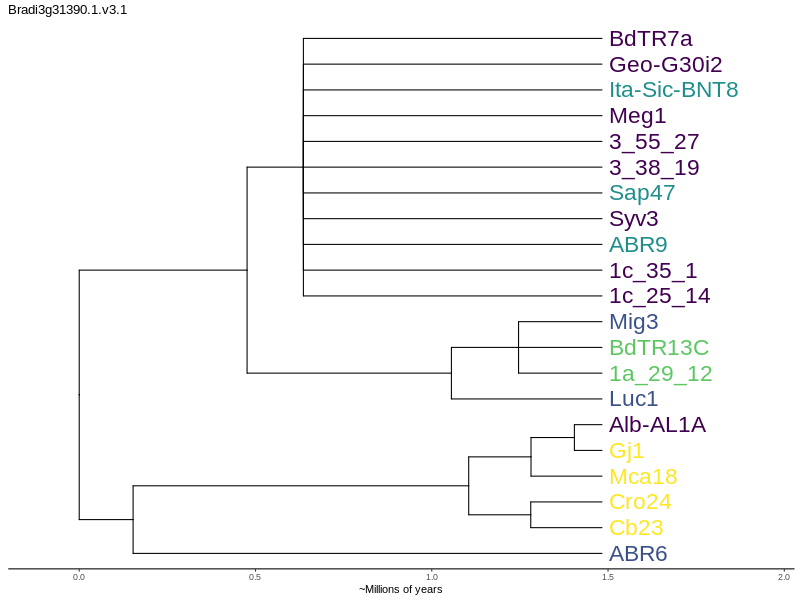 Bradi3g31390.1.v3.1
BdTR7a
Geo-G30i2
Ita-Sic-BNT8
Meg1
3_55_27
3_38_19
Sap47
Syv3
ABR9
1c_35_1
1c_25_14
Mig3
BdTR13C
1a_29_12
Luc1
Alb-AL1A
Gj1
Mca18
Cro24
Cb23
ABR6
0.0 0.5 1.0 1.5 2.0
~Millions of years